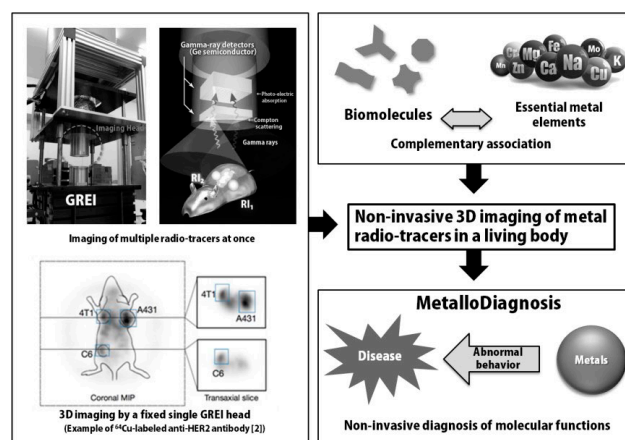 Gamma-ray detectors
(Ge semiconductor)
Photo-electric
absorption
Compton
scattering
Gamma rays
Imaging Head
GREI
RI₂
RI₁
Imaging of multiple radio-tracers at once
4T1
A431
C6
4T1
A431
C6
Coronal MIP
Transaxial slice
3D imaging by a fixed single GREI head
(Example of ⁶⁴Cu-labeled anti-HER2 antibody [2])
Fe
Mo
Mg
K
Mn
Zn
Ca
Na
Cu
Biomolecules
Essential metal
elements
Complementary association
Non-invasive 3D imaging of metal
radio-tracers in a living body
MetalloDiagnosis
Disease
Abnormal
behavior
Metals
Non-invasive diagnosis of molecular functions